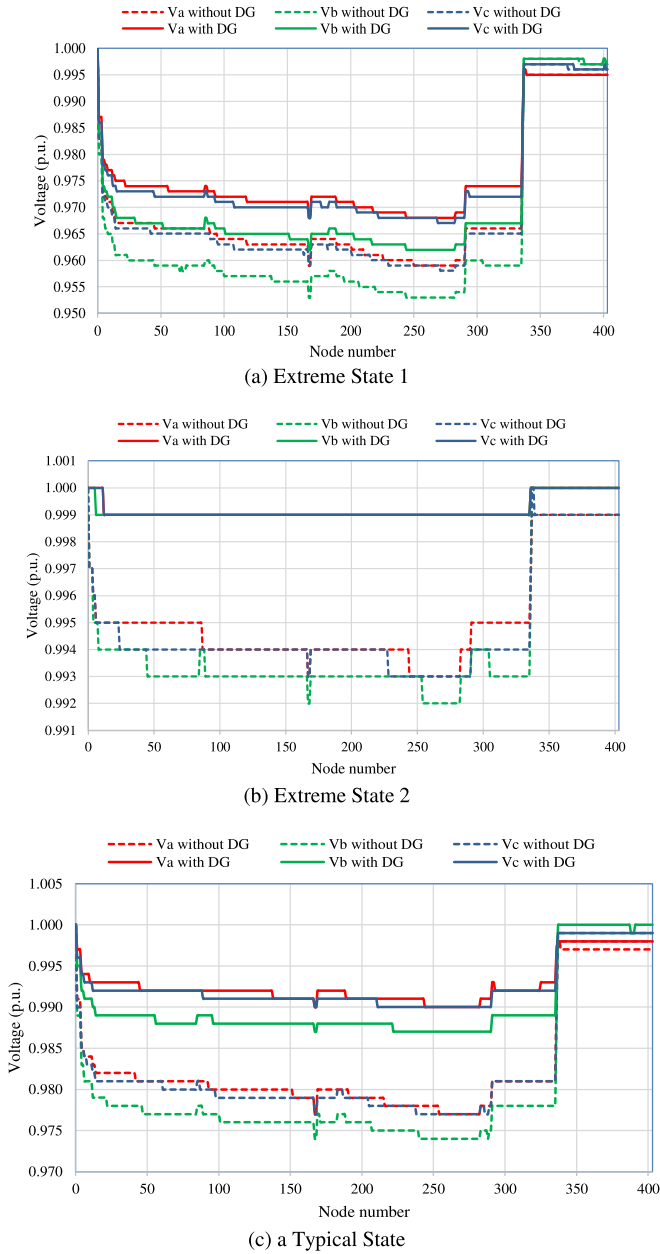 Va without DG Vb without DG Vc without DG
Va with DG Vb with DG Vc with DG
1.000
0.995
0.990
0.985
0.980
0.975
0.970
0.965
0.960
0.955
0.950
Voltage (p.u.)
0 50 100 150 200 250 300 350 400
Node number
(a) Extreme State 1
Va without DG Vb without DG Vc without DG
Va with DG Vb with DG Vc with DG
1.001
1.000
0.999
0.998
0.997
0.996
0.995
0.994
0.993
0.992
0.991
Voltage (p.u.)
0 50 100 150 200 250 300 350 400
Node number
(b) Extreme State 2
Va without DG Vb without DG Vc without DG
Va with DG Vb with DG Vc with DG
1.005
1.000
0.995
0.990
0.985
0.980
0.975
0.970
Voltage (p.u.)
0 50 100 150 200 250 300 350 400
Node number
(c) a Typical State